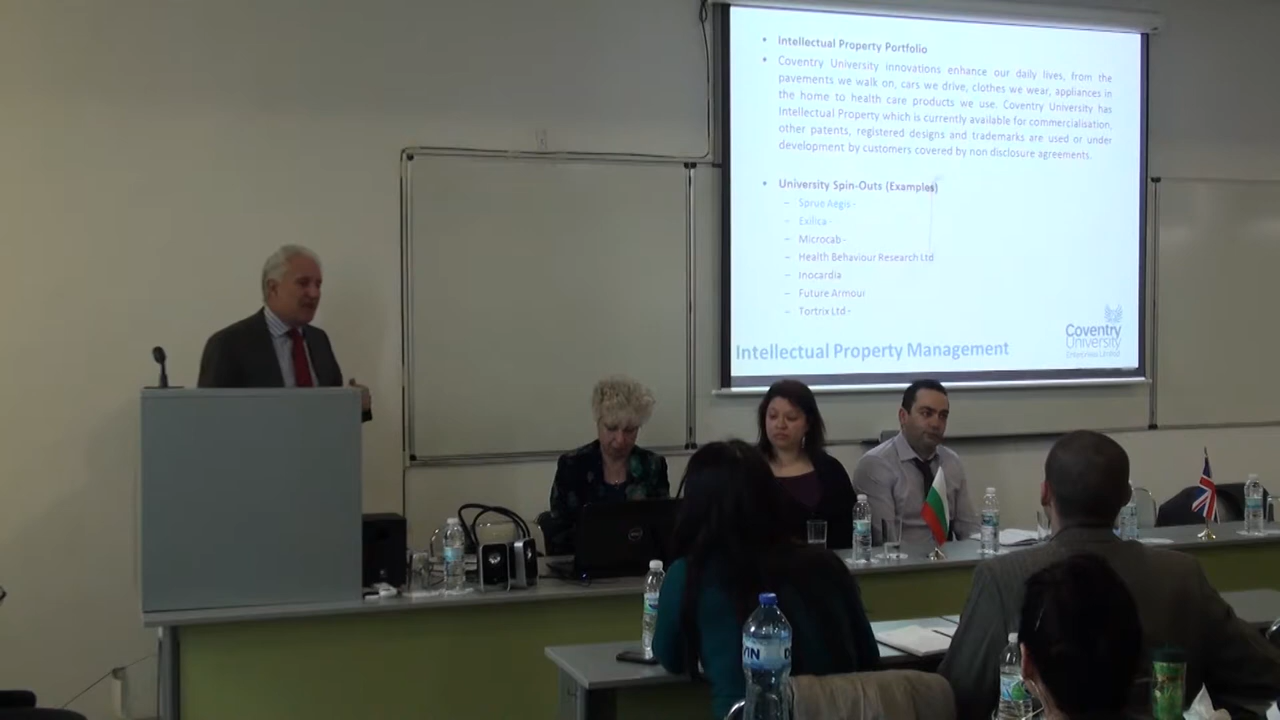 Intellectual Property Portfolio
Coventry University innovations enhance our daily lives, from the
pavements we walk on, cars we drive, clothes we wear, appliances in
the home to health care products we use. Coventry University has
Intellectual Property which is currently available for commercialisation,
other patents, registered designs and trademarks are used or under
development by customers covered by non disclosure agreements.
University Spin-Outs (Examples)
– Sprue Aegis -
– Exilica -
– Microcab -
– Health Behaviour Research Ltd
– Inocardia
– Future Armour
– Tortrix Ltd -
Intellectual Property Management
Coventry
University
Enterprises Limited
DELL